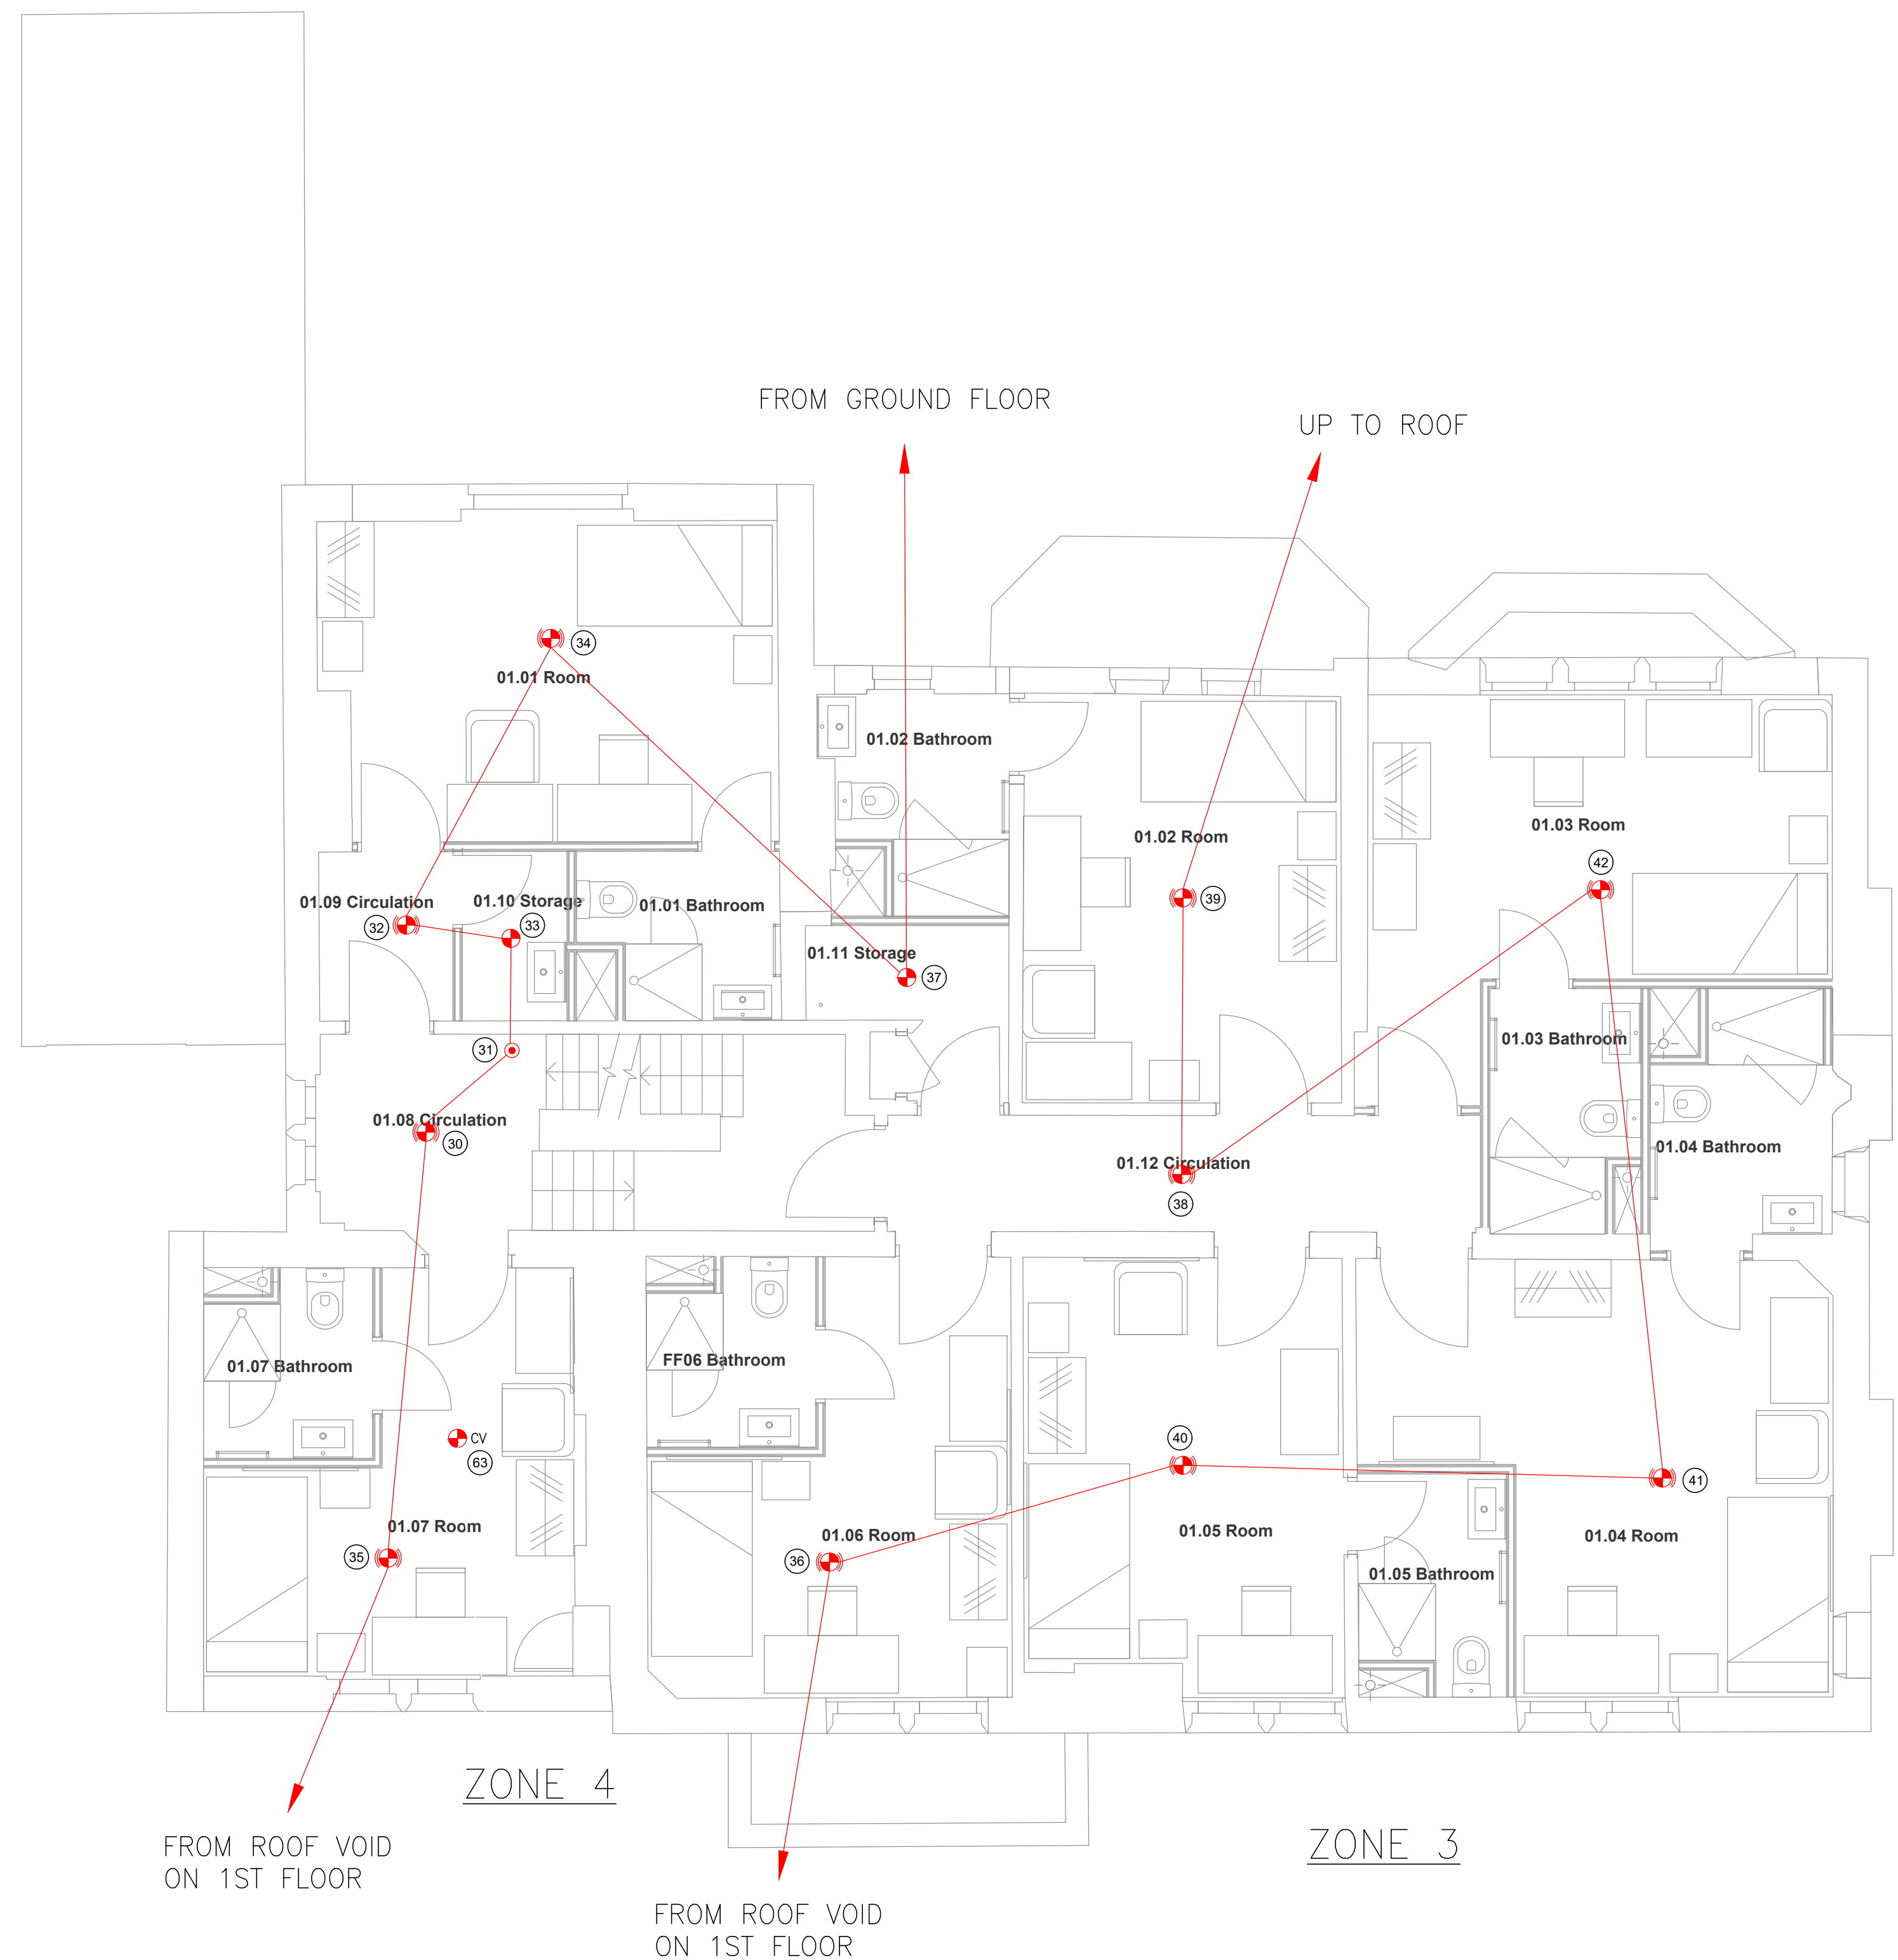 FROM GROUND FLOOR
UP TO ROOF
34
01.01 Room
01.02 Bathroom
01.02 Room
01.03 Room
42
39
01.09 Circulation
32
01.10 Storage
33
01.01 Bathroom
01.11 Storage
37
31
01.03 Bathroom
01.08 Circulation
30
01.04 Bathroom
01.12 Circulation
38
01.07 Bathroom
FF06 Bathroom
CV
63
40
41
01.07 Room
35
01.06 Room
36
01.05 Room
01.04 Room
01.05 Bathroom
ZONE 4
ZONE 3
FROM ROOF VOID
ON 1ST FLOOR
FROM ROOF VOID
ON 1ST FLOOR